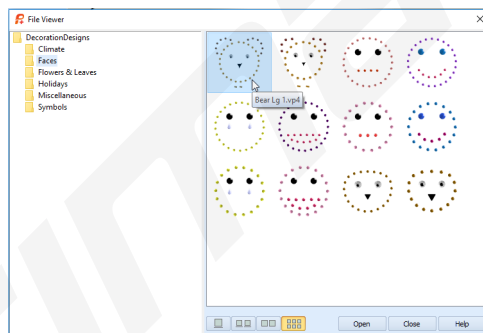 File Viewer
DecorationDesigns
Climate
Faces
Flowers & Leaves
Holidays
Miscellaneous
Symbols
Bear Lg 1.vp4
Open
Close
Help